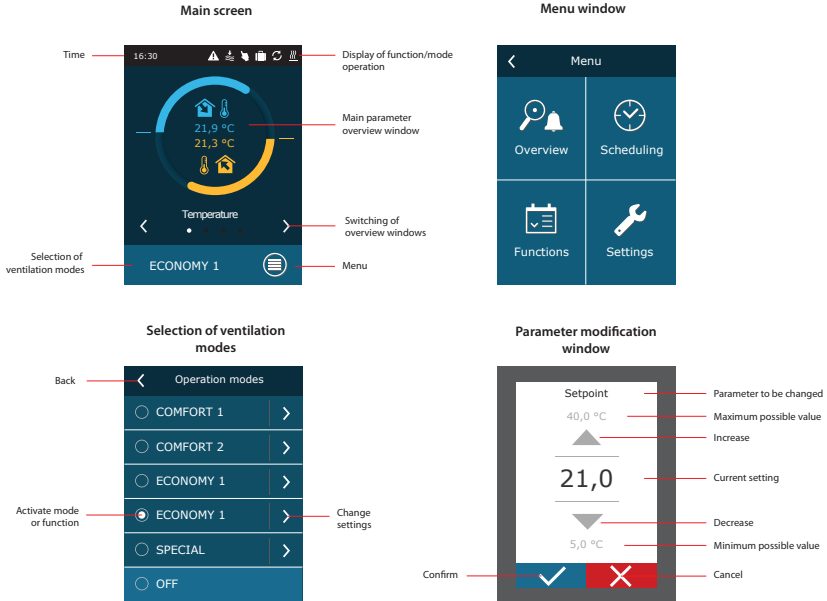 Main screen
Time
16:30
Display of function/mode
operation
21,9 °C
21,3 °C
Main parameter
overview window
Temperature
Switching of
overview windows
Selection of
ventilation modes
ECONOMY 1
Menu
Menu window
Menu
Overview
Scheduling
Functions
Settings
Selection of ventilation
modes
Back
Operation modes
COMFORT 1
COMFORT 2
ECONOMY 1
Activate mode
or function
ECONOMY 1
Change
settings
SPECIAL
OFF
Parameter modification
window
Setpoint
Parameter to be changed
40,0 °C
Maximum possible value
Increase
21,0
Current setting
Decrease
5,0 °C
Minimum possible value
Confirm
Cancel